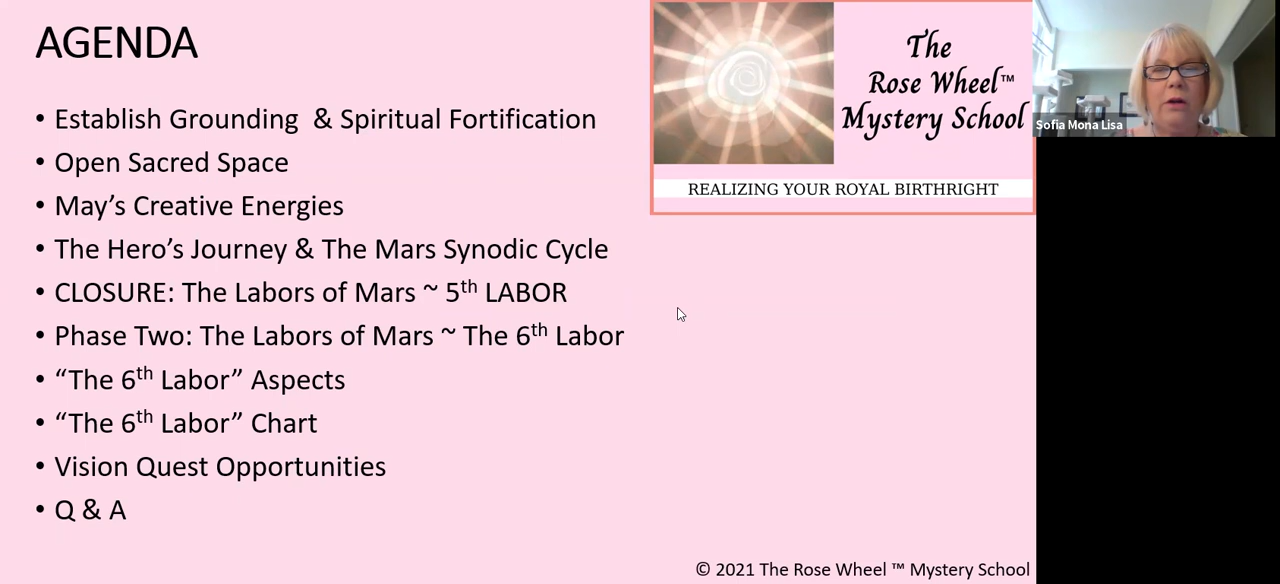 AGENDA
• Establish Grounding  & Spiritual Fortification
• Open Sacred Space
• May’s Creative Energies
• The Hero’s Journey & The Mars Synodic Cycle
• CLOSURE: The Labors of Mars ~ 5th LABOR
• Phase Two: The Labors of Mars ~ The 6th Labor
• “The 6th Labor” Aspects
• “The 6th Labor” Chart
• Vision Quest Opportunities
• Q & A
The
Rose Wheel™
Mystery School
REALIZING YOUR ROYAL BIRTHRIGHT
Sofia Mona Lisa
© 2021 The Rose Wheel ™ Mystery School